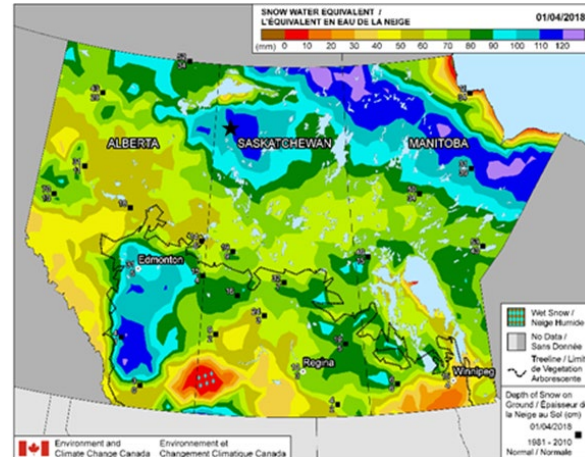 SNOW WATER EQUIVALENT /
L'ÉQUIVALENT EN EAU DE LA NEIGE
01/04/2018
(mm) 0 10 20 30 40 50 60 70 80 90 100 110 120
ALBERTA
SASKATCHEWAN
MANITOBA
Edmonton
Regina
Winnipeg
Wet Snow /
Neige Humide
No Data /
Sans Donnée
Treeline / Limit
de Vegetation
Arborescente
Depth of Snow on
Ground / Épaisseur de
la Neige au Sol (cm)
01/04/2018
1981 - 2010
Normal / Normale
Environment and
Climate Change Canada
Environnement et
Changement Climatique Canada